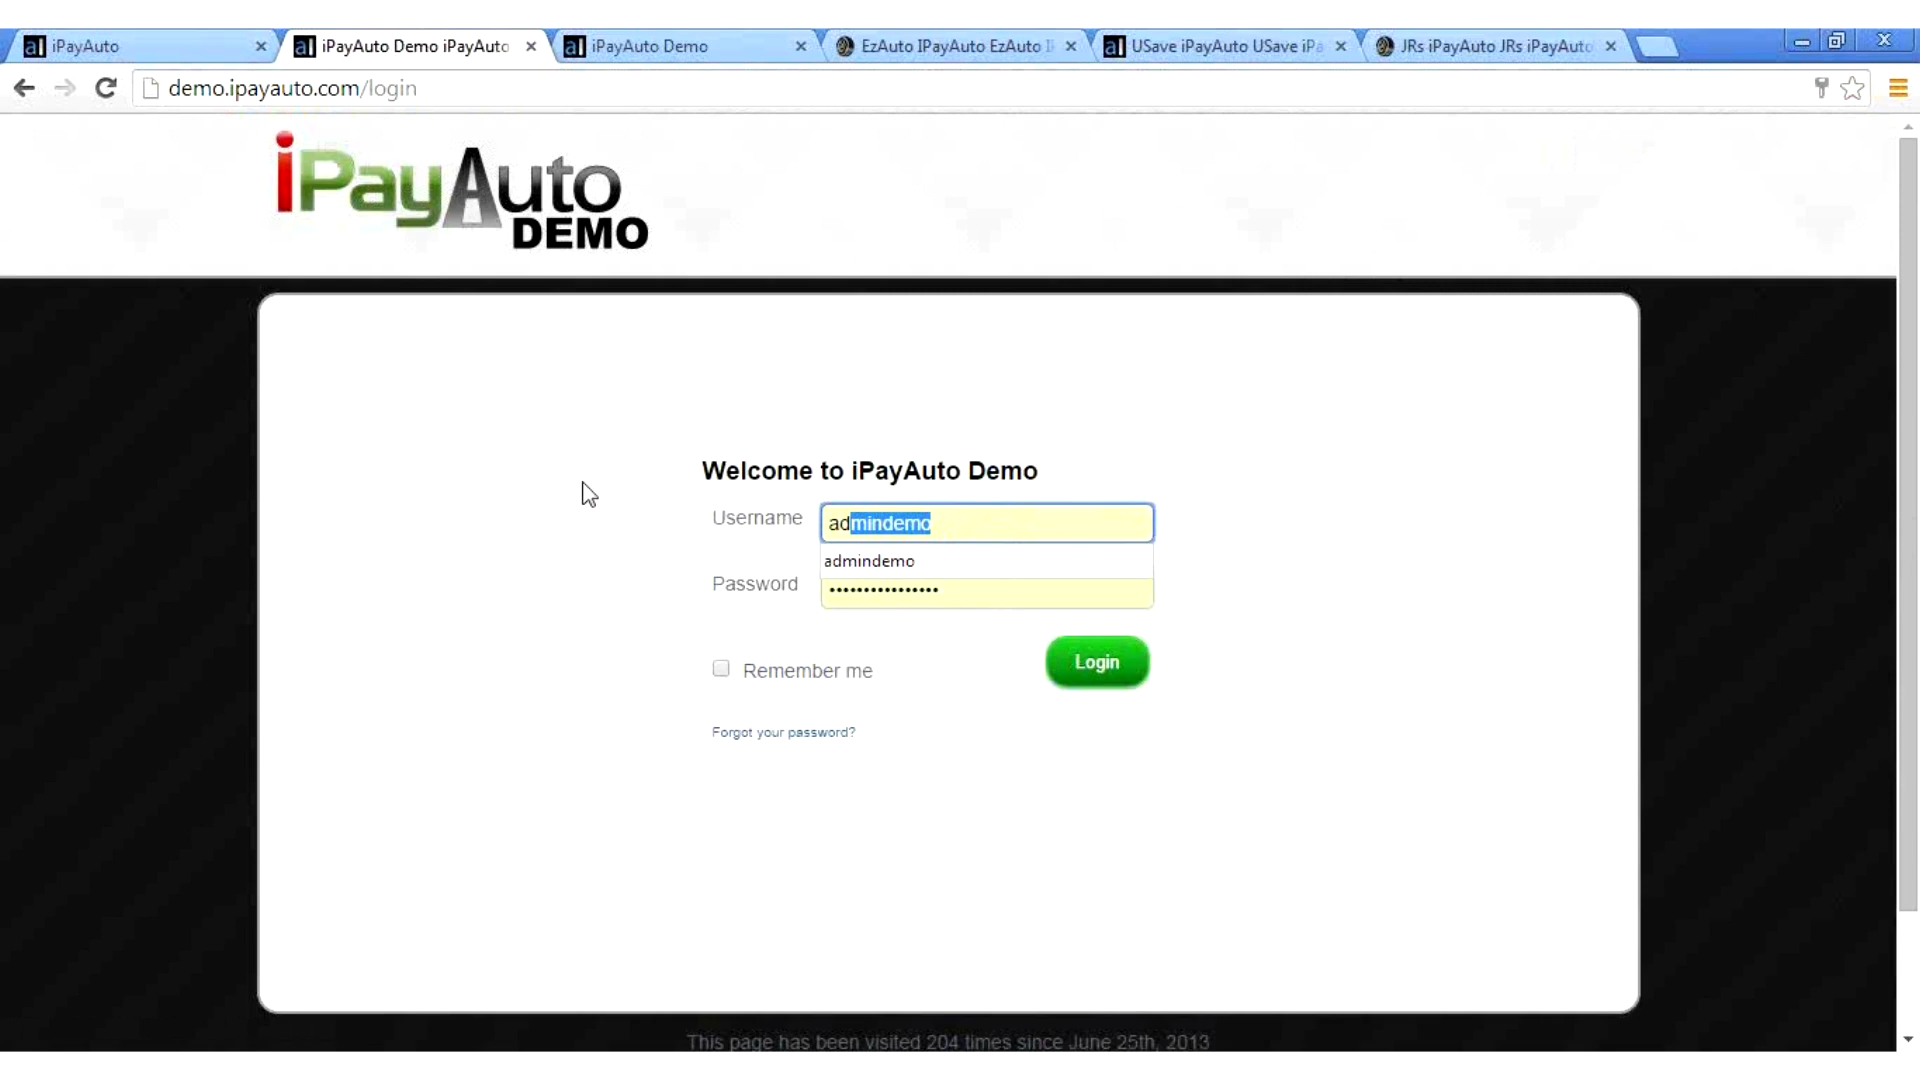 iPayAuto
iPayAuto Demo iPayAuto
iPayAuto Demo
EzAuto IPayAuto EzAuto I
USave iPayAuto USave iPa
JRs iPayAuto JRs iPayAuto
demo.ipayauto.com/login
iPayAuto
DEMO
Welcome to iPayAuto Demo
Username
admindemo
admindemo
Password
Remember me
Login
Forgot your password?
This page has been visited 204 times since June 25th, 2013